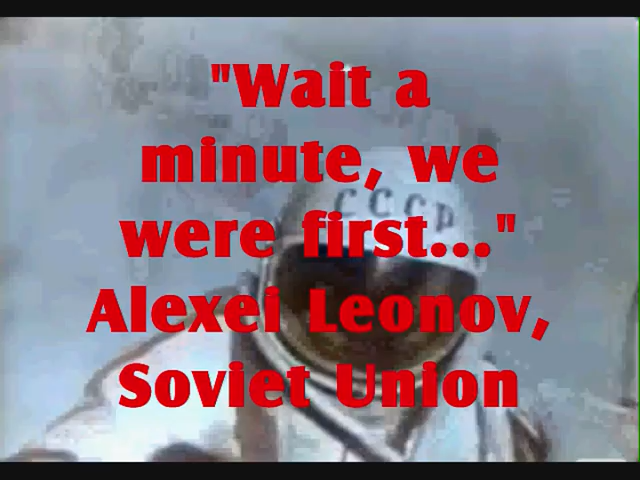 "Wait a
minute, we
were first..."
Alexei Leonov,
Soviet Union
СССР